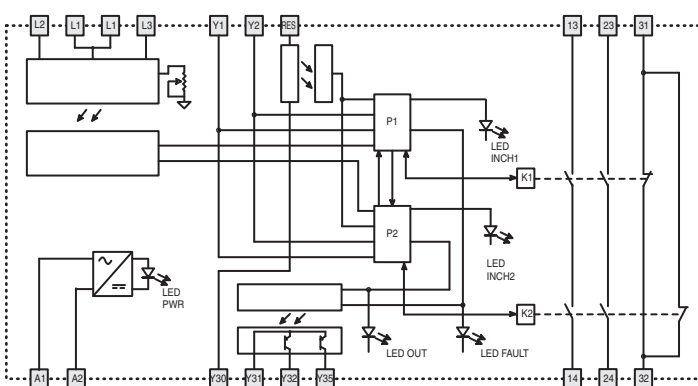 L2 L1 L1 L3 Y1 Y2 RES 13 23 31
P1
LED
INCH1
K1
P2
LED
INCH2
LED
PWR
K2
LED OUT LED FAULT
A1 A2 Y30 Y31 Y32 Y35 14 24 32